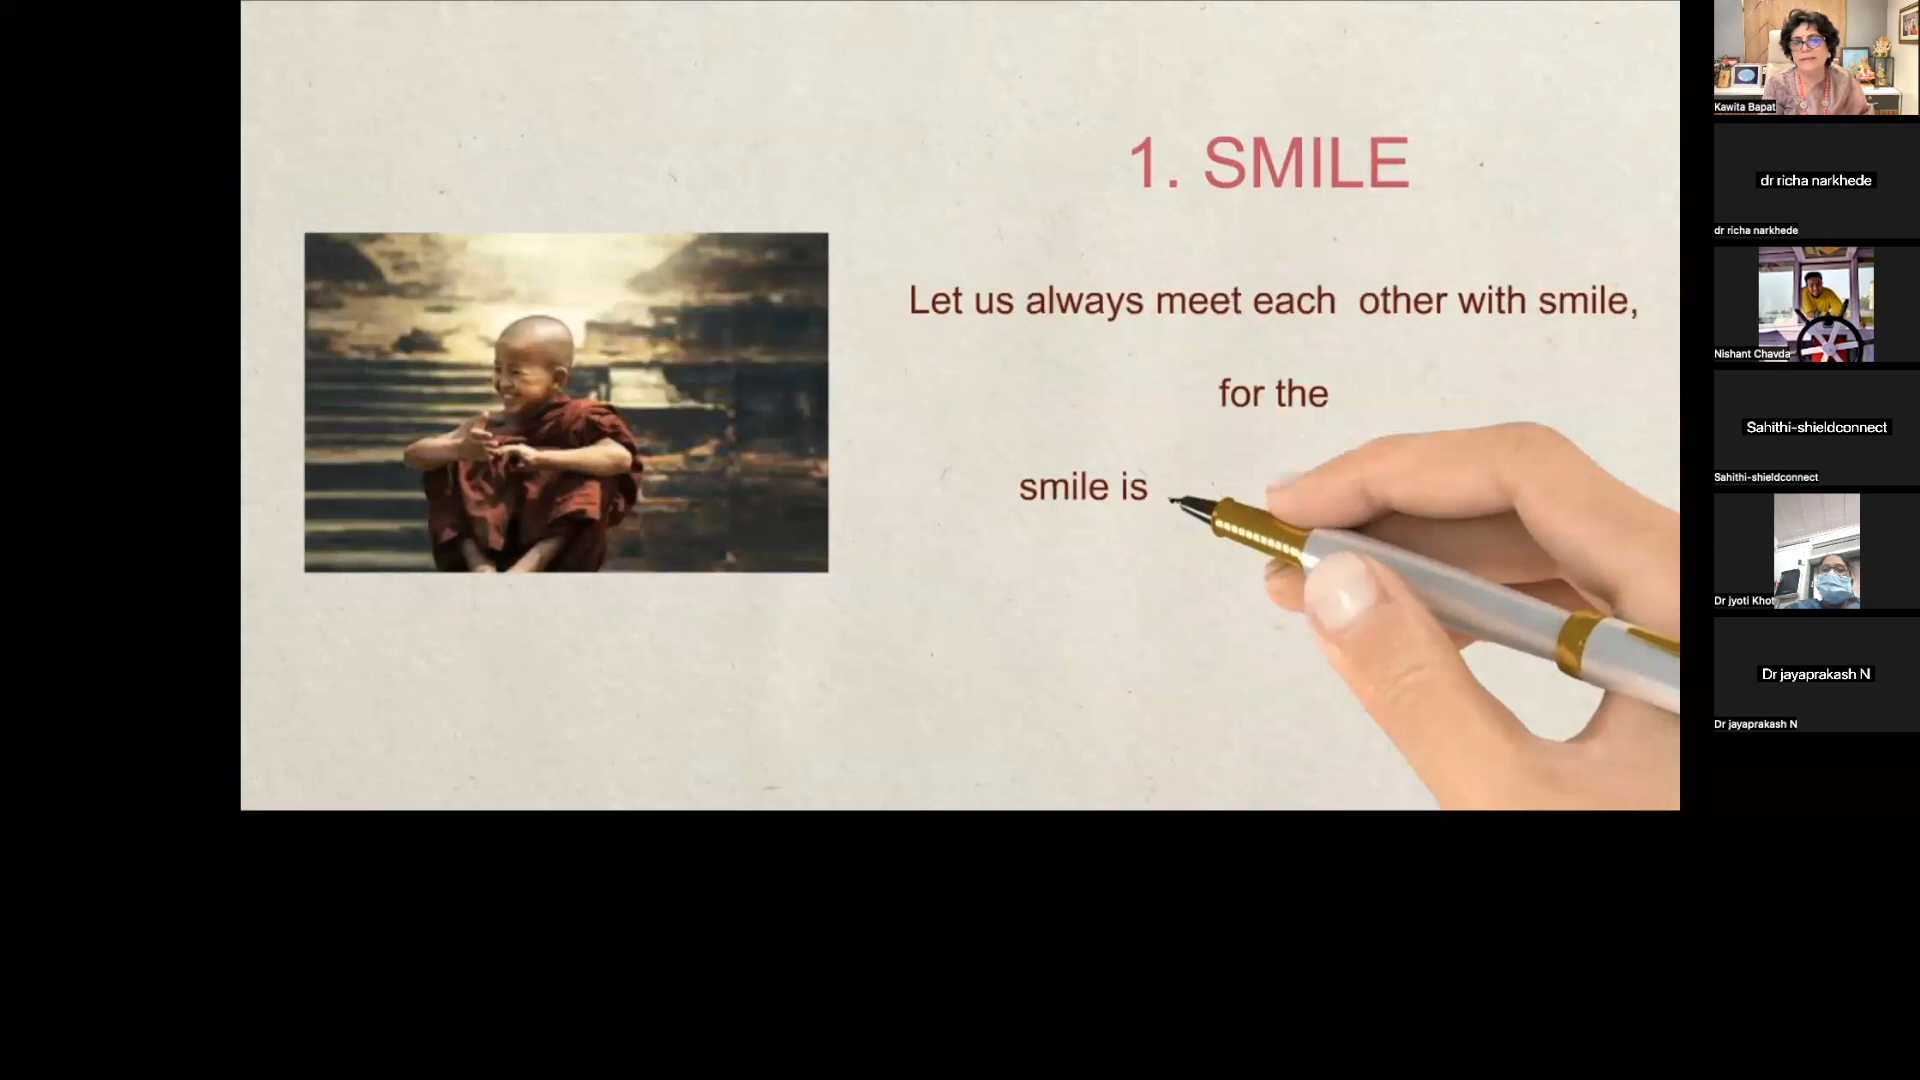 1. SMILE
Let us always meet each other with smile,
for the
smile is
Kawita Bapat
dr richa narkhede
dr richa narkhede
Nishant Chavda
Sahithi-shieldconnect
Sahithi-shieldconnect
Dr jyoti Khot
Dr jayaprakash N
Dr jayaprakash N